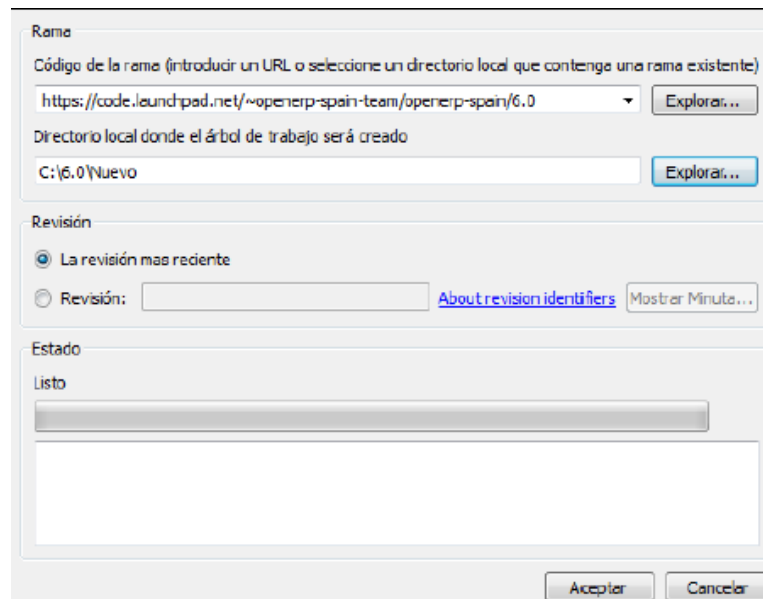 Rama
Código de la rama (introducir un URL o seleccione un directorio local que contenga una rama existente)
https://code.launchpad.net/~openerp-spain-team/openerp-spain/6.0 Explorar...
Directorio local donde el árbol de trabajo será creado
C:\6.0\Nuevo Explorar...
Revisión
La revisión mas reciente
Revisión: About revision identifiers Mostrar Minuta...
Estado
Listo
Aceptar Cancelar